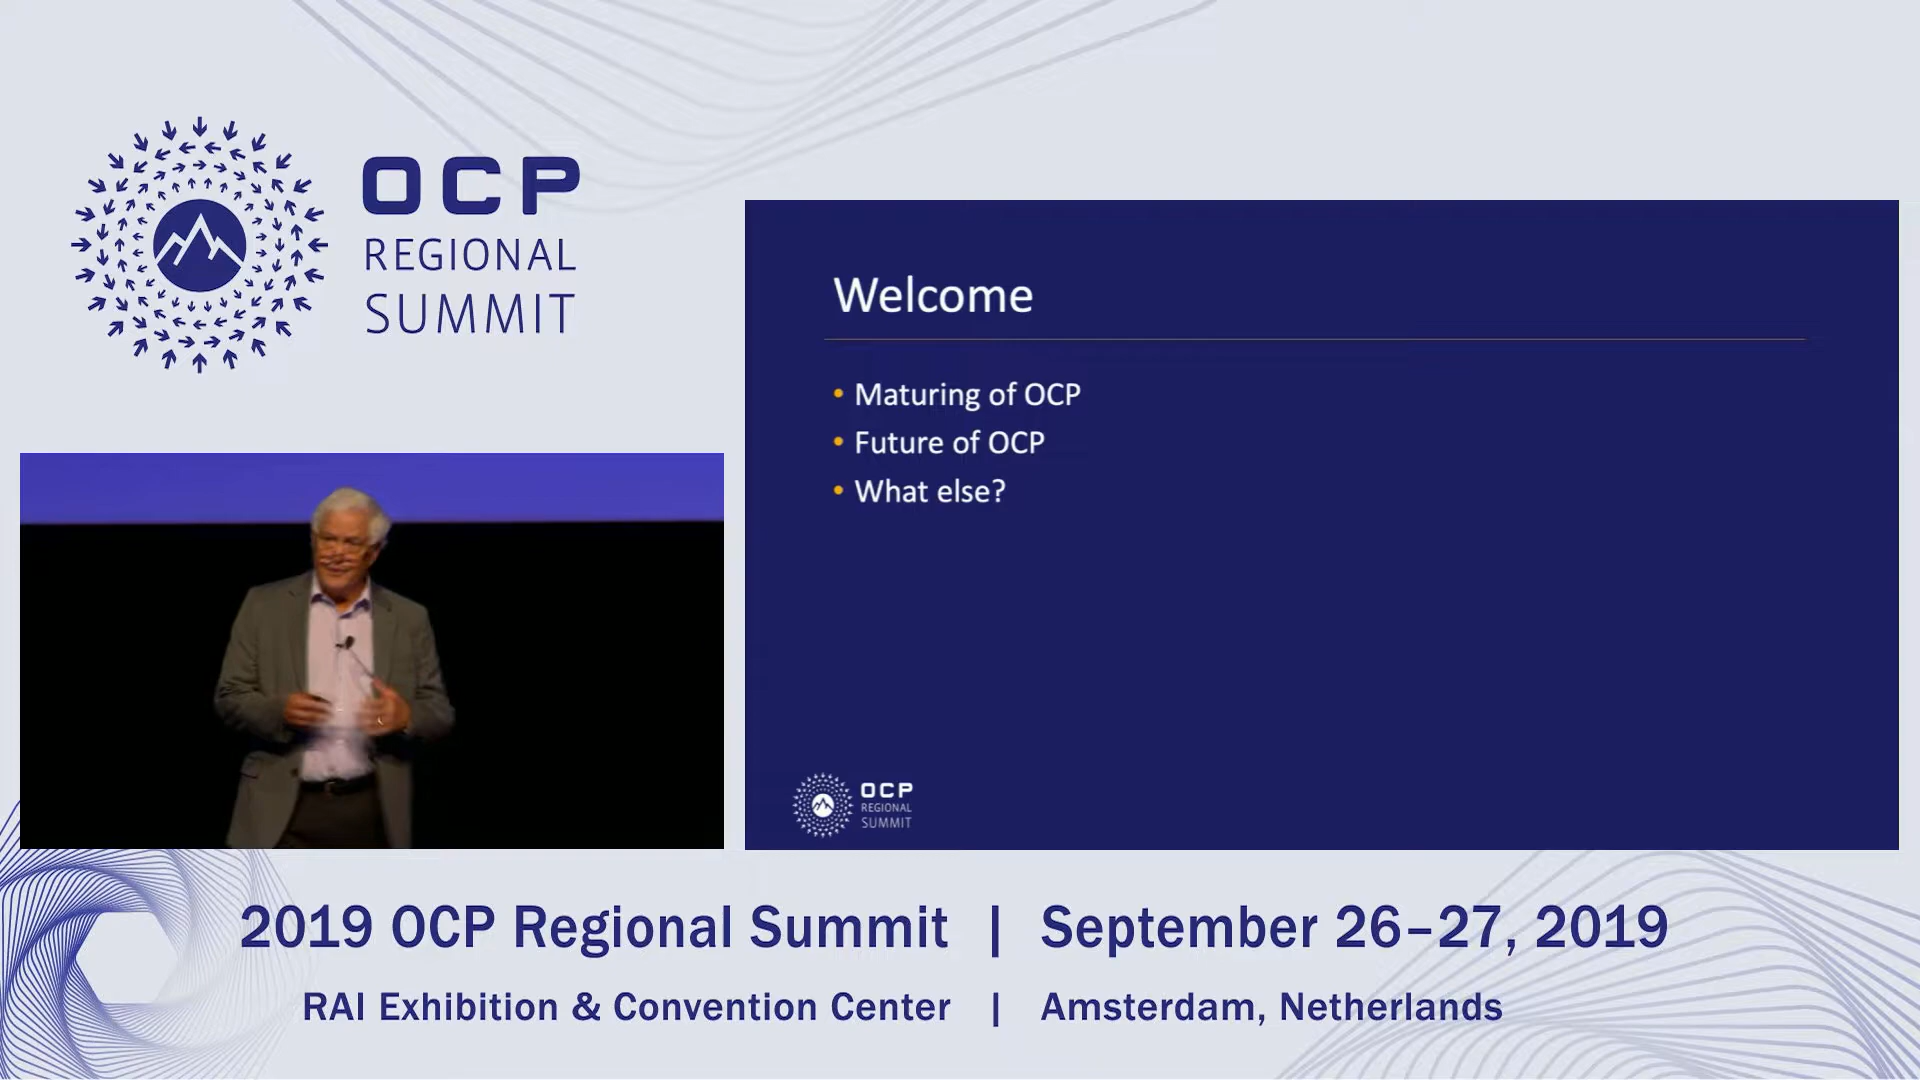 OCP
REGIONAL
SUMMIT
Welcome
• Maturing of OCP
• Future of OCP
• What else?
OCP
REGIONAL
SUMMIT
2019 OCP Regional Summit | September 26–27, 2019
RAI Exhibition & Convention Center | Amsterdam, Netherlands